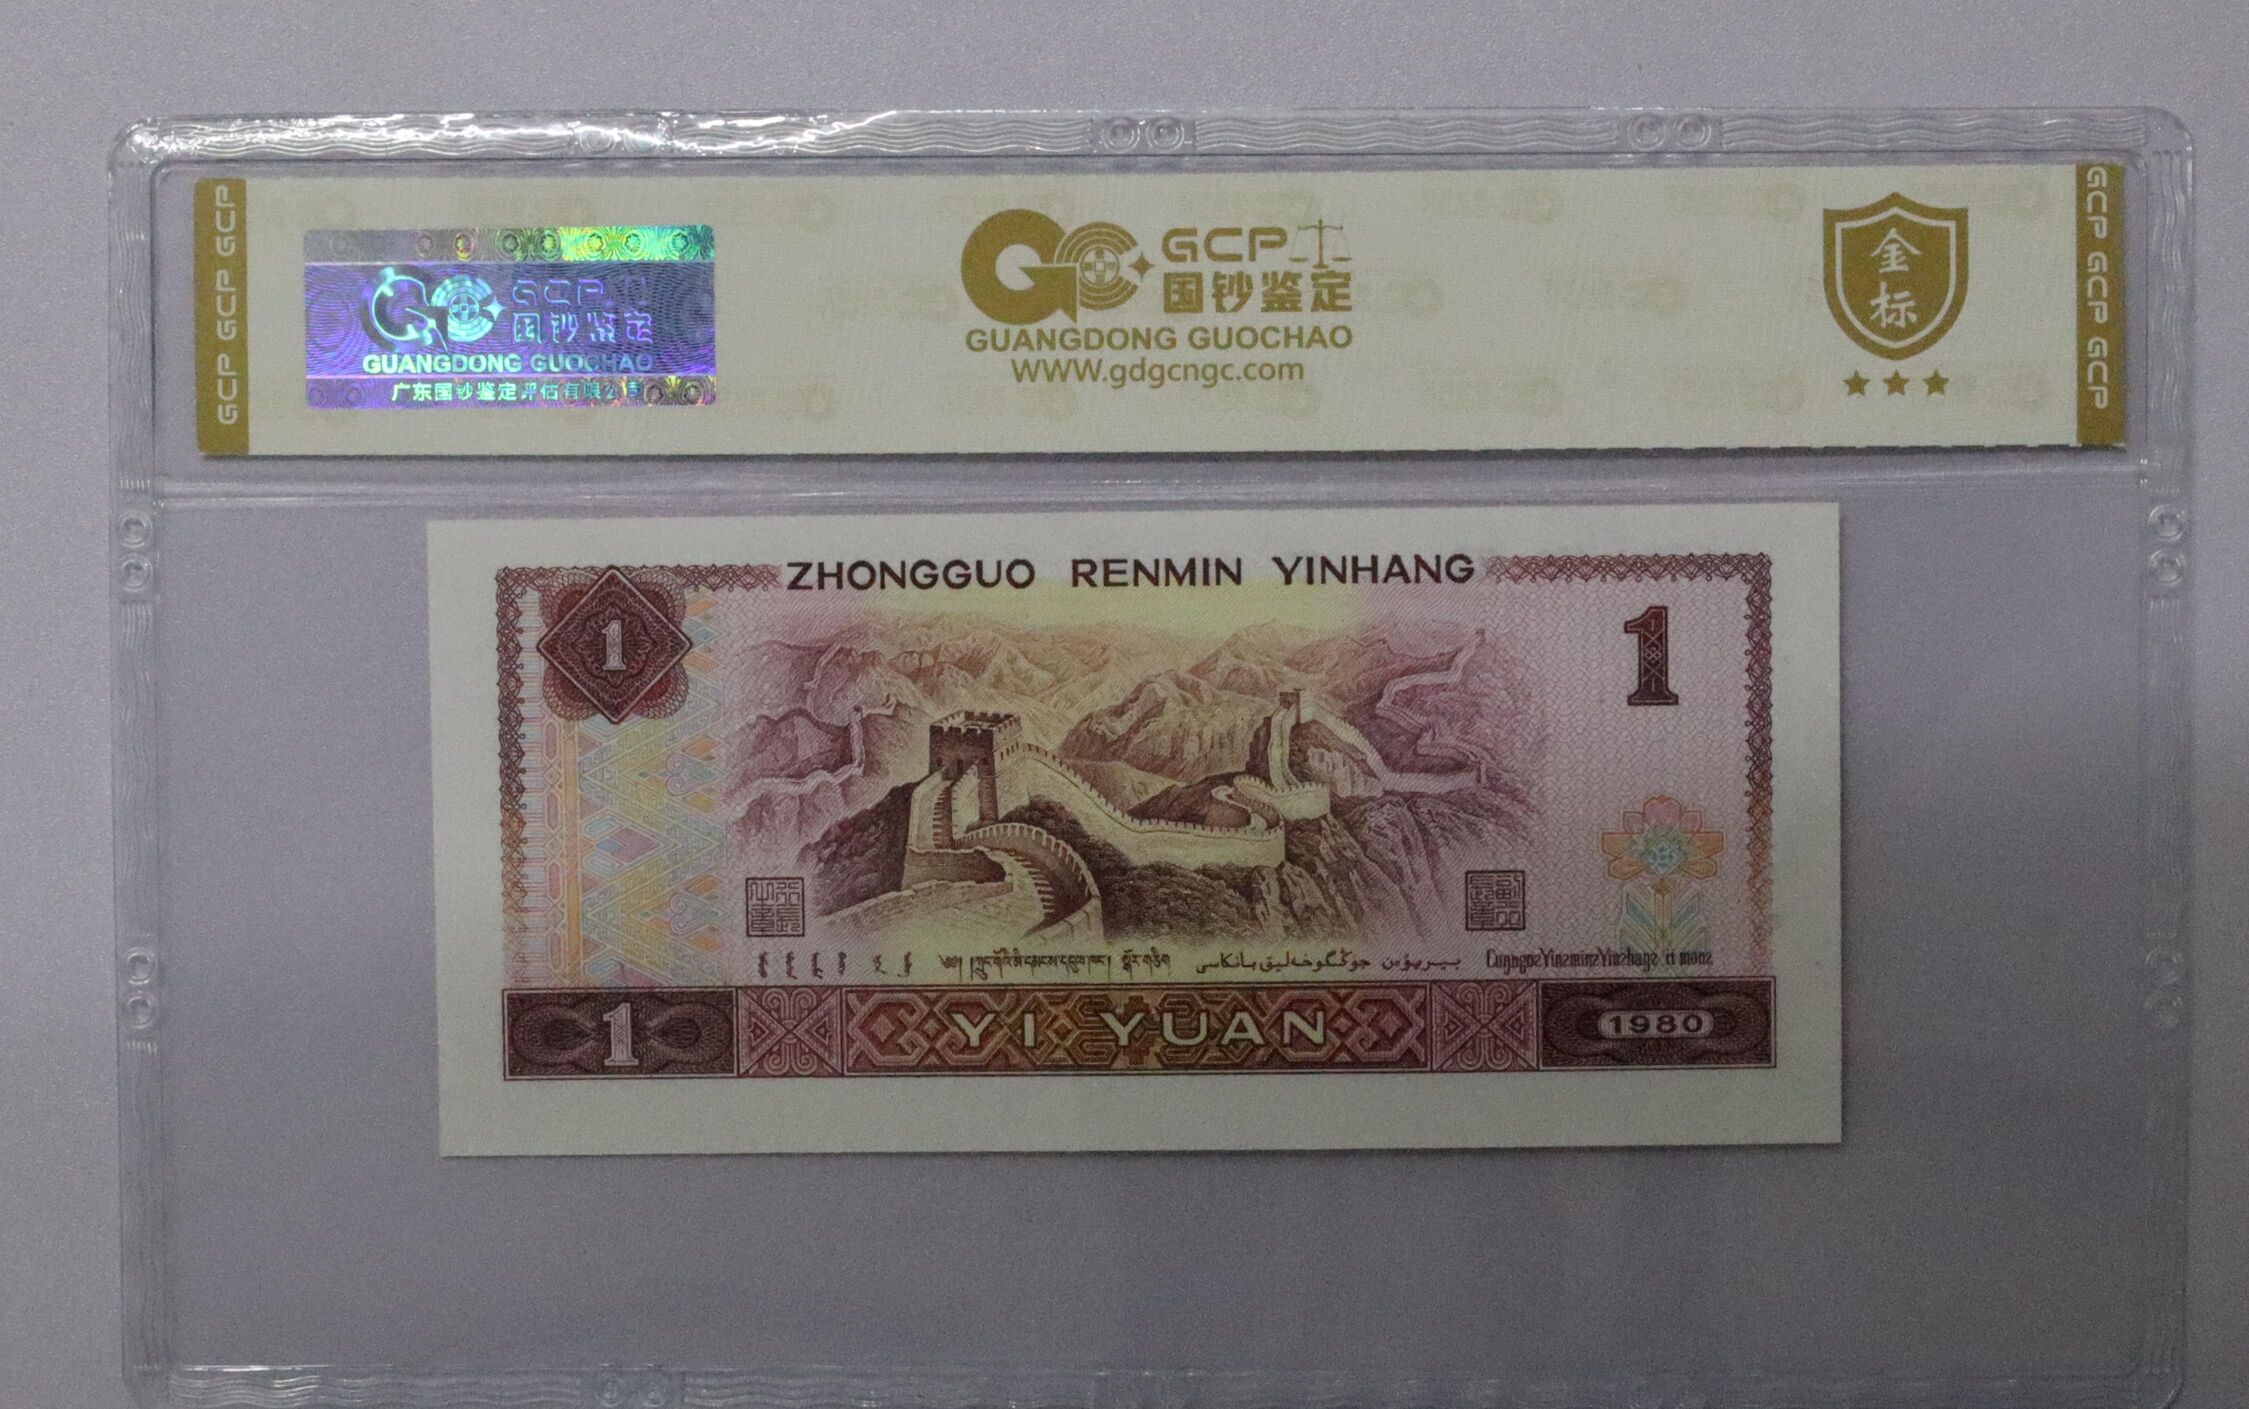 GCP GCP GCP
GCP
国钞鉴定
GUANGDONG GUOCHAO
广东国钞鉴定评估有限公司
GCP
国钞鉴定
GUANGDONG GUOCHAO
WWW.gdgcngc.com
金
标
GCP GCP GCP
ZHONGGUO RENMIN YINHANG
1
1
1
YI YUAN
1980